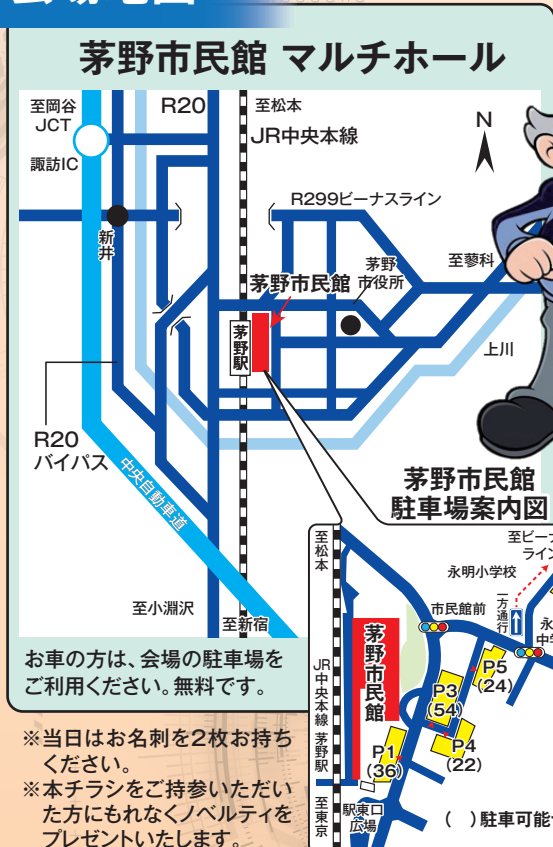 茅野市民館 マルチホール
至岡谷
JCT
R20
至松本
JR中央本線
N
諏訪IC
R299ビーナスライン
新井
茅野
市役所
至蓼科
茅野市民館
茅野駅
上川
R20
バイパス
中央自動車道
茅野市民館
駐車場案内図
至小淵沢
至新宿
お車の方は、会場の駐車場を
ご利用ください。無料です。
至松本
永明小学校
一方通行
市民館前
茅野市民館
P5
(24)
P3
(54)
P4
(22)
P1
(36)
JR中央本線 茅野駅
至東京
駅東口
広場
( )駐車可能
※当日はお名刺を2枚お持ち
ください。
※本チラシをご持参いただい
た方にもれなくノベルティを
プレゼントいたします。